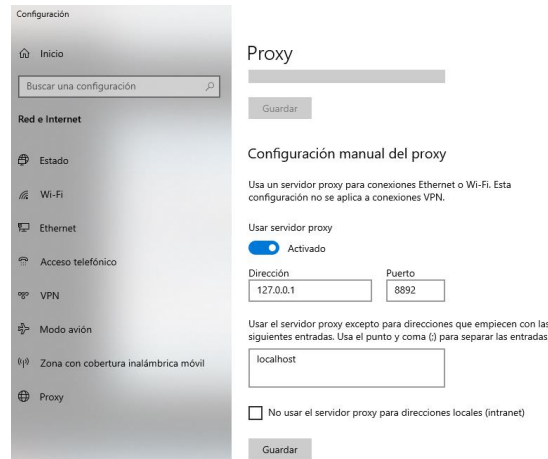 Configuración
Inicio
Buscar una configuración
Red e Internet
Estado
Wi-Fi
Ethernet
Acceso telefónico
VPN
Modo avión
Zona con cobertura inalámbrica móvil
Proxy
Proxy
Guardar
Configuración manual del proxy
Usa un servidor proxy para conexiones Ethernet o Wi-Fi. Esta
configuración no se aplica a conexiones VPN.
Usar servidor proxy
Activado
Dirección Puerto
127.0.0.1 8892
Usar el servidor proxy excepto para direcciones que empiecen con las
siguientes entradas. Usa el punto y coma (;) para separar las entradas
localhost
No usar el servidor proxy para direcciones locales (intranet)
Guardar